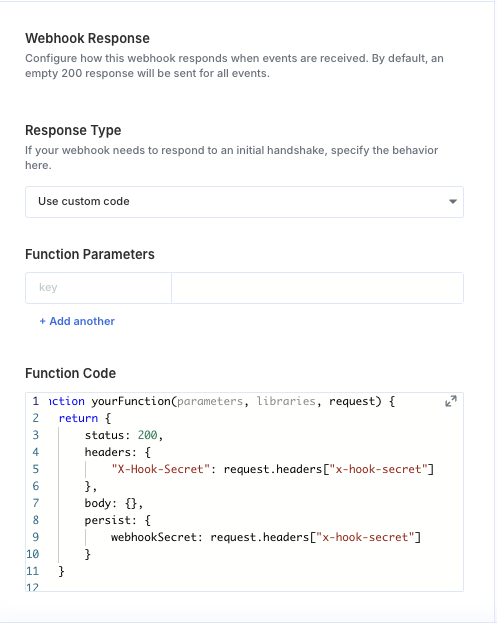 Webhook Response
Configure how this webhook responds when events are received. By default, an
empty 200 response will be sent for all events.
Response Type
If your webhook needs to respond to an initial handshake, specify the behavior
here.
Use custom code
Function Parameters
key
+ Add another
Function Code
1 nction yourFunction(parameters, libraries, request) {
2 return {
3 status: 200,
4 headers: {
5 "X-Hook-Secret": request.headers["x-hook-secret"]
6 },
7 body: {},
8 persist: {
9 webhookSecret: request.headers["x-hook-secret"]
10 }
11 }
12